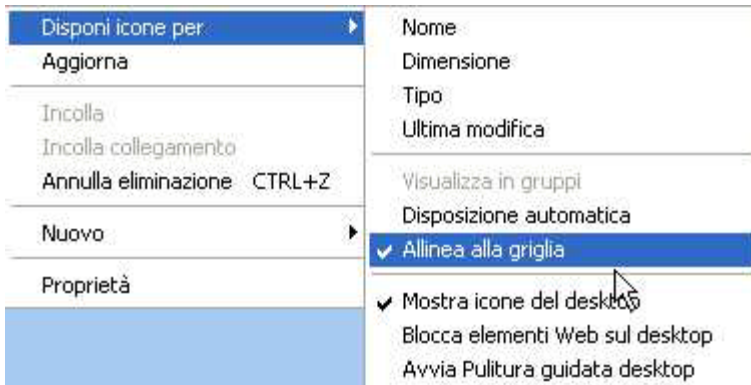 Disponi icone per
Aggiorna
Incolla
Incolla collegamento
Annulla eliminazione CTRL+Z
Nuovo
Proprietà
Nome
Dimensione
Tipo
Ultima modifica
Visualizza in gruppi
Disposizione automatica
Allinea alla griglia
Mostra icone del desktop
Blocca elementi Web sul desktop
Avvia Pulitura guidata desktop